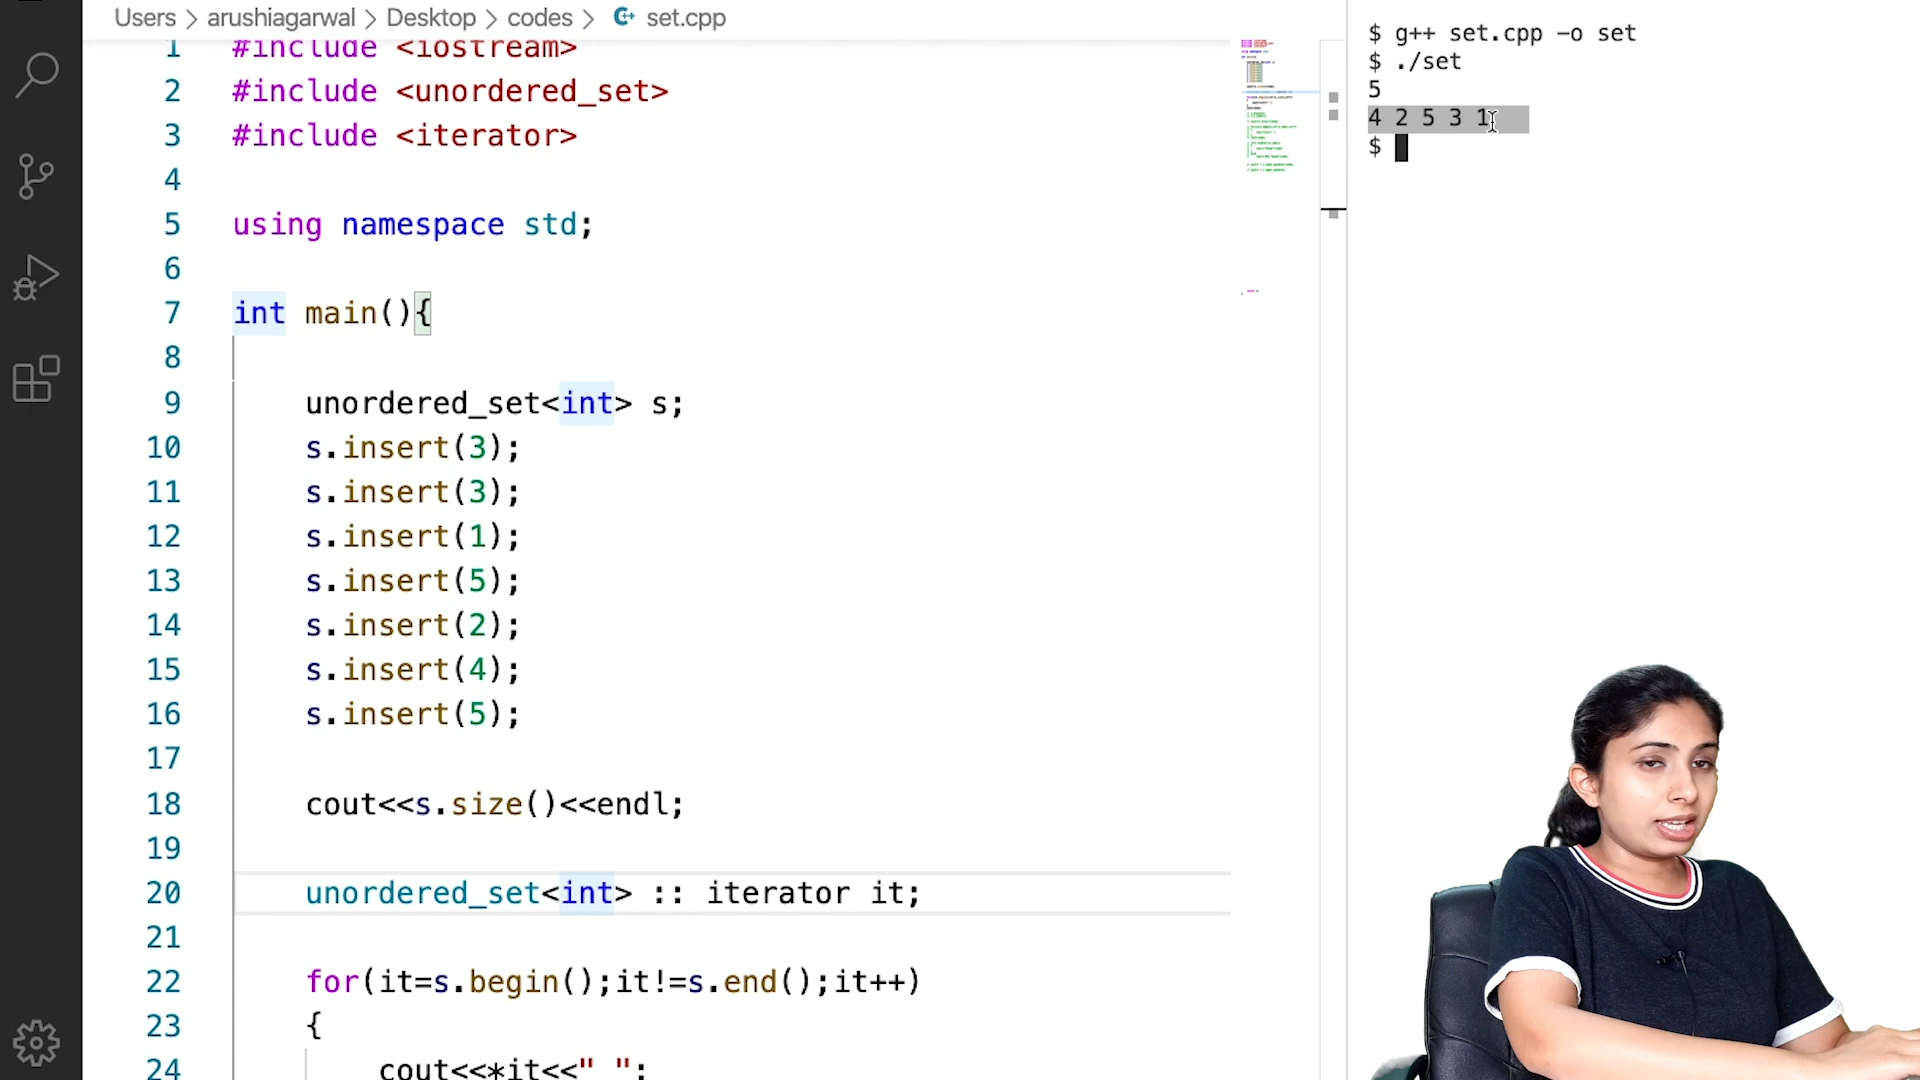 Users > arushiagarwal > Desktop > codes > C++ set.cpp
1 #include <iostream>
2 #include <unordered_set>
3 #include <iterator>
4
5 using namespace std;
6
7 int main(){
8
9 unordered_set<int> s;
10 s.insert(3);
11 s.insert(3);
12 s.insert(1);
13 s.insert(5);
14 s.insert(2);
15 s.insert(4);
16 s.insert(5);
17
18 cout<<s.size()<<endl;
19
20 unordered_set<int> :: iterator it;
21
22 for(it=s.begin();it!=s.end();it++)
23 {
24 cout<<*it<<" ";
$ g++ set.cpp -o set
$ ./set
5
4 2 5 3 1
$